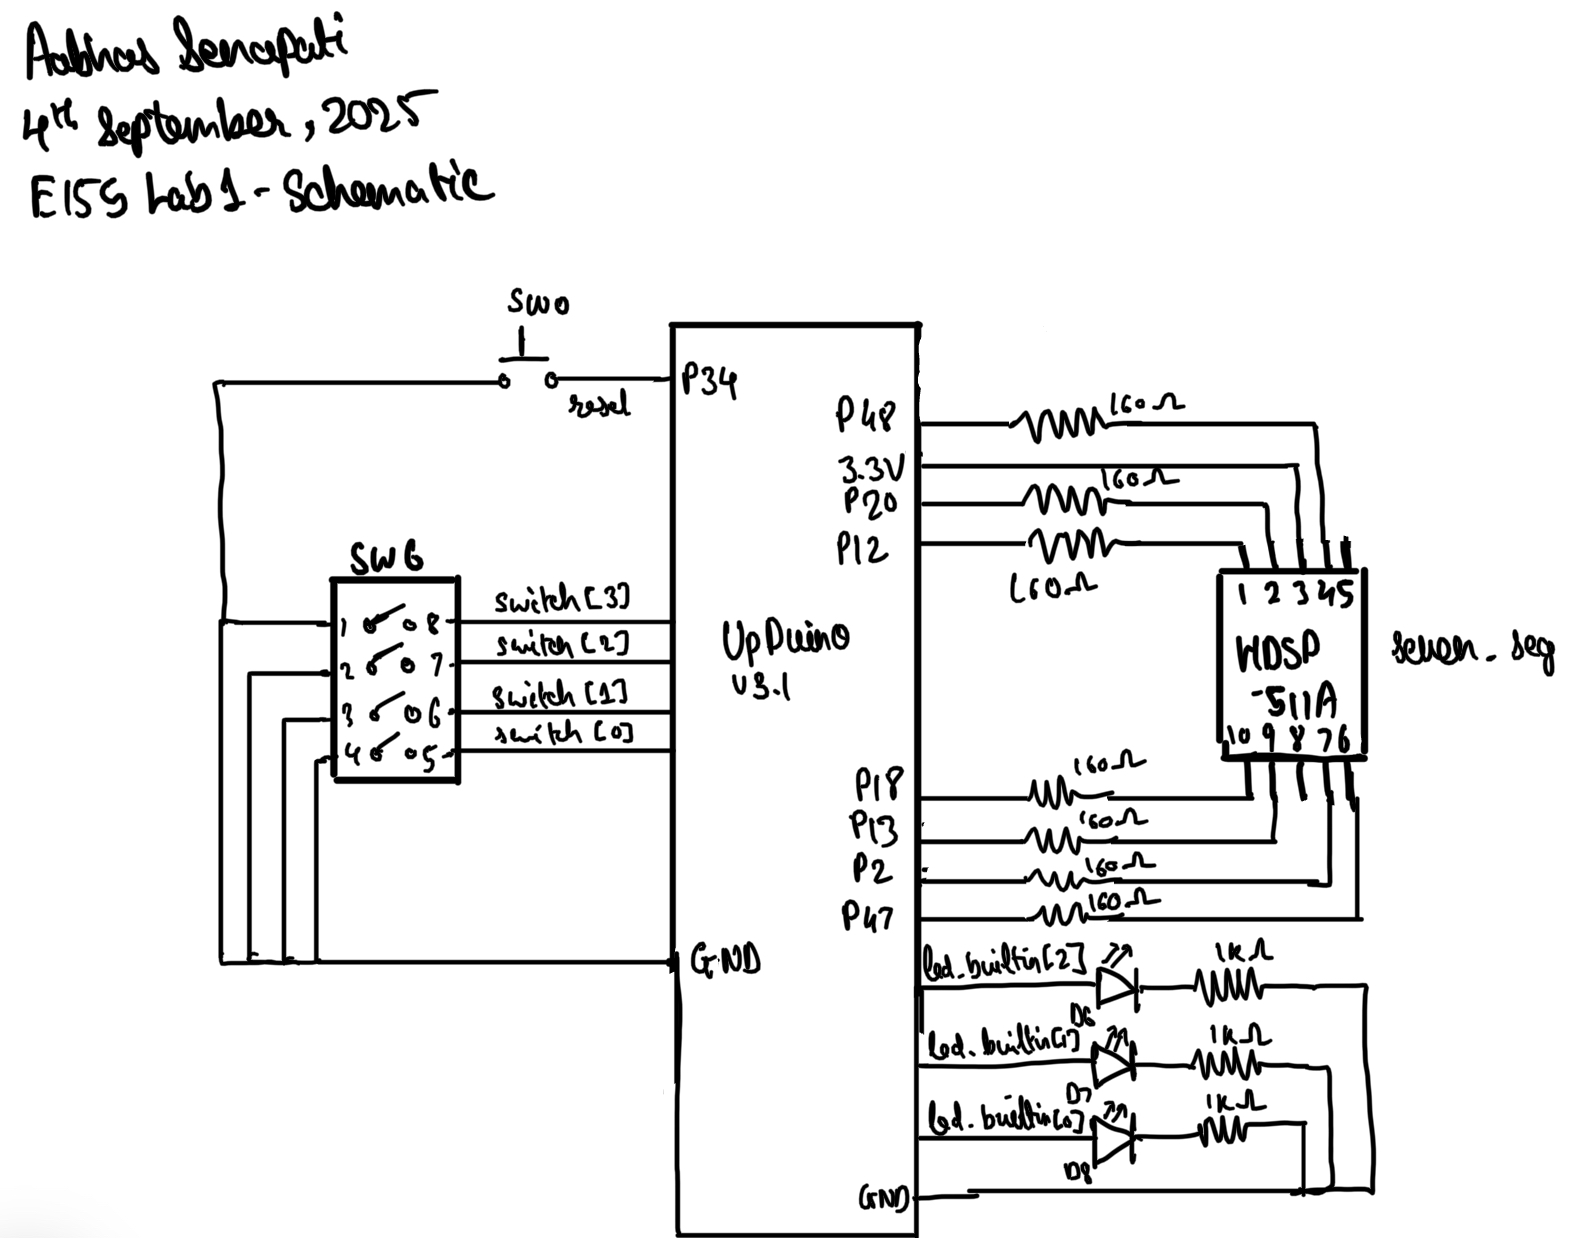 Aabhas Senapati
4th September, 2025
E155 Lab 1 - Schematic
SW0
reset
P34
P48
160Ω
3.3V
P20
160Ω
P12
160Ω
SW6
1 8
2 7
3 6
4 5
switch[3]
switch[2]
switch[1]
switch[0]
UpDuino
v3.1
1 2 3 4 5
HDSP
-511A
10 9 8 7 6
seven_seg
P18
160Ω
P13
160Ω
P2
160Ω
P47
160Ω
GND
led_builtin[2]
D6
1KΩ
led_builtin[1]
D7
1KΩ
led_builtin[0]
D8
1KΩ
GND